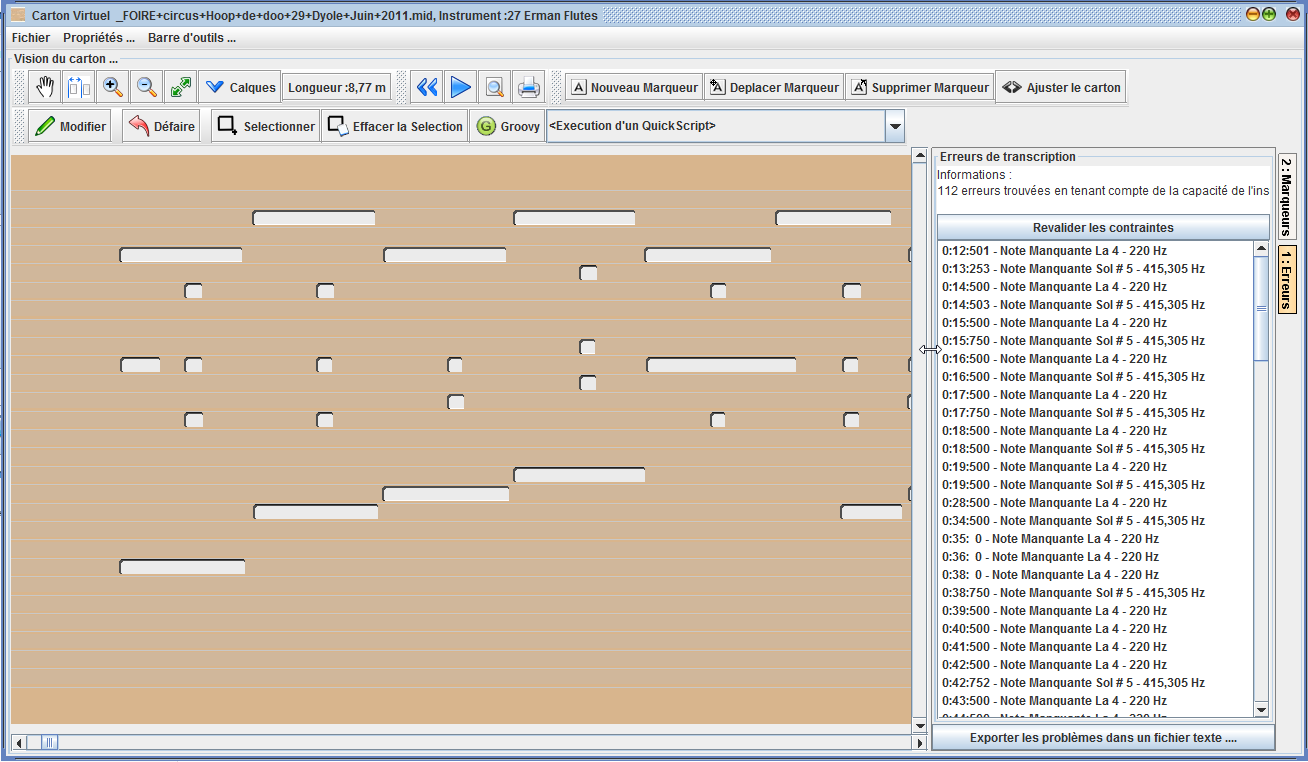 Carton Virtuel _FOIRE+circus+Hoop+de+doo+29+Dyole+Juin+2011.mid, Instrument :27 Erman Flutes
Fichier Propriétés ... Barre d'outils ...
Vision du carton ...
Calques Longueur :8,77 m A Nouveau Marqueur A Deplacer Marqueur A Supprimer Marqueur Ajuster le carton
Modifier Défaire Selectionner Effacer la Selection G Groovy <Execution d'un QuickScript>
Erreurs de transcription
Informations :
112 erreurs trouvées en tenant compte de la capacité de l'ins
Revalider les contraintes
0:12:501 - Note Manquante La 4 - 220 Hz
0:13:253 - Note Manquante Sol # 5 - 415,305 Hz
0:14:500 - Note Manquante La 4 - 220 Hz
0:14:503 - Note Manquante Sol # 5 - 415,305 Hz
0:15:500 - Note Manquante La 4 - 220 Hz
0:15:750 - Note Manquante Sol # 5 - 415,305 Hz
0:16:500 - Note Manquante La 4 - 220 Hz
0:16:500 - Note Manquante Sol # 5 - 415,305 Hz
0:17:500 - Note Manquante La 4 - 220 Hz
0:17:750 - Note Manquante Sol # 5 - 415,305 Hz
0:18:500 - Note Manquante La 4 - 220 Hz
0:18:500 - Note Manquante Sol # 5 - 415,305 Hz
0:19:500 - Note Manquante La 4 - 220 Hz
0:19:500 - Note Manquante Sol # 5 - 415,305 Hz
0:28:500 - Note Manquante La 4 - 220 Hz
0:34:500 - Note Manquante Sol # 5 - 415,305 Hz
0:35: 0 - Note Manquante La 4 - 220 Hz
0:36: 0 - Note Manquante La 4 - 220 Hz
0:38: 0 - Note Manquante La 4 - 220 Hz
0:38:750 - Note Manquante Sol # 5 - 415,305 Hz
0:39:500 - Note Manquante La 4 - 220 Hz
0:40:500 - Note Manquante La 4 - 220 Hz
0:41:500 - Note Manquante La 4 - 220 Hz
0:42:500 - Note Manquante La 4 - 220 Hz
0:42:752 - Note Manquante Sol # 5 - 415,305 Hz
0:43:500 - Note Manquante La 4 - 220 Hz
0:44:500 - Note Manquante La 4 - 220 Hz
Exporter les problèmes dans un fichier texte ....
2 : Marqueurs
1 : Erreurs